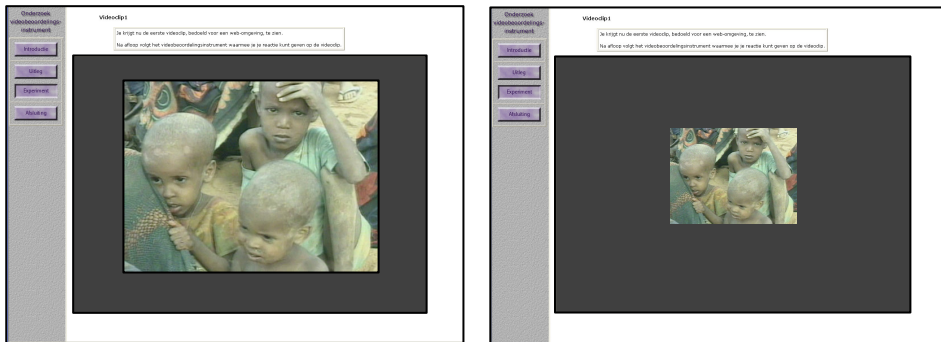 Onderzoek
videobeoordelings-
instrument
Introductie
Uitleg
Experiment
Afsluiting
Videoclip1
Je krijgt nu de eerste videoclip, bedoeld voor een web-omgeving, te zien.
Na afloop volgt het videobeoordelingsinstrument waarmee je je reactie kunt geven op de videoclip.
Onderzoek
videobeoordelings-
instrument
Introductie
Uitleg
Experiment
Afsluiting
Videoclip1
Je krijgt nu de eerste videoclip, bedoeld voor een web-omgeving, te zien.
Na afloop volgt het videobeoordelingsinstrument waarmee je je reactie kunt geven op de videoclip.